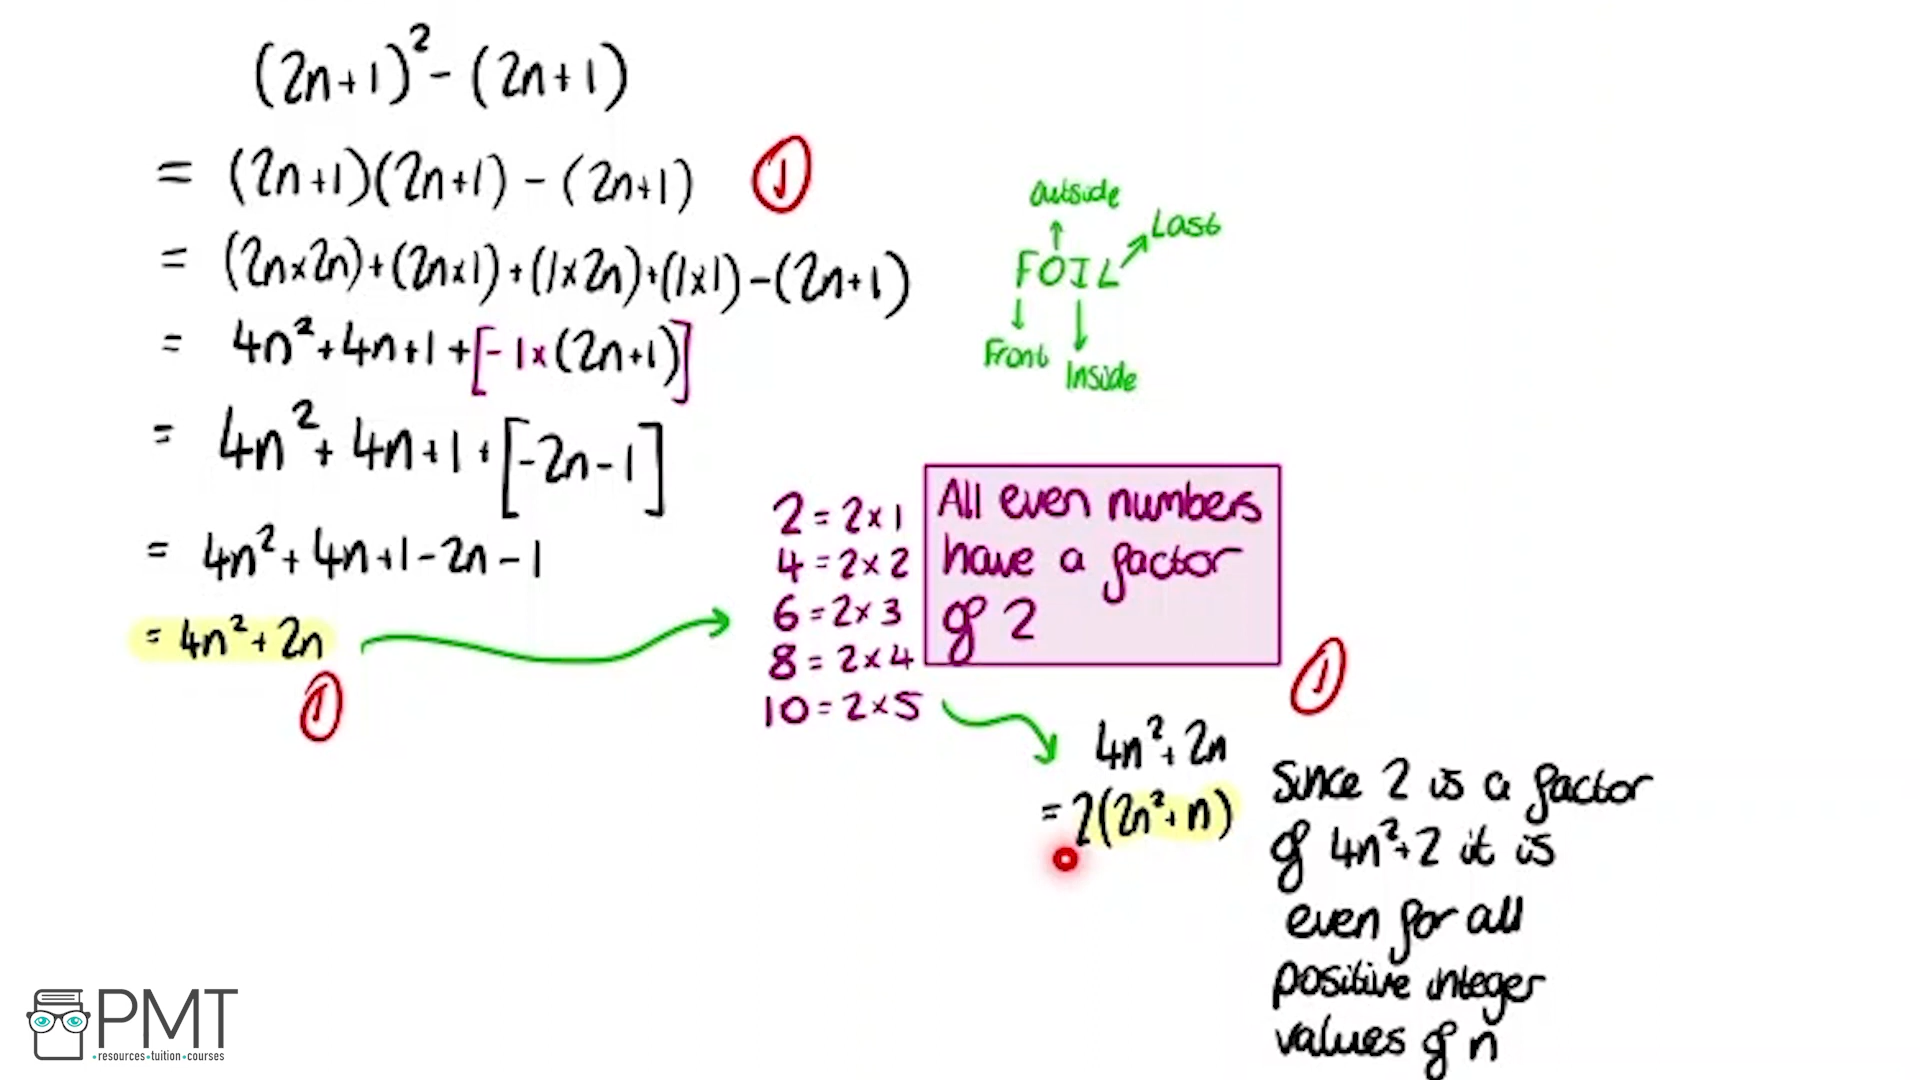 (2n+1)² - (2n+1)
= (2n+1)(2n+1) - (2n+1) ①
= (2n×2n)+(2n×1)+(1×2n)+(1×1)-(2n+1)
= 4n²+4n+1+[-1×(2n+1)]
= 4n²+4n+1+[-2n-1]
= 4n²+4n+1-2n-1
= 4n²+2n
①
Outside
Last
FOIL
Front
Inside
2=2×1
4=2×2
6=2×3
8=2×4
10=2×5
All even numbers
have a factor
of 2
①
4n²+2n
=2(2n²+n)
Since 2 is a factor
of 4n²+2 it is
even for all
positive integer
values of n
PMT
resources•tuition•courses